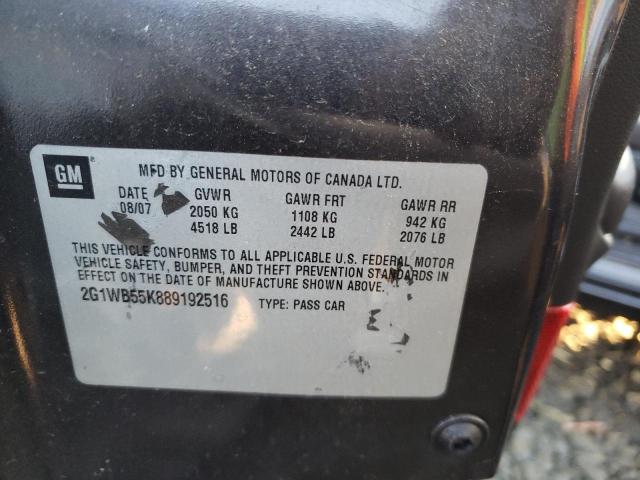 GM
MFD BY GENERAL MOTORS OF CANADA LTD.
DATE GVWR GAWR FRT GAWR RR
08/07 2050 KG 1108 KG 942 KG
4518 LB 2442 LB 2076 LB
THIS VEHICLE CONFORMS TO ALL APPLICABLE U.S. FEDERAL MOTOR
VEHICLE SAFETY, BUMPER, AND THEFT PREVENTION STANDARDS IN
EFFECT ON THE DATE OF MANUFACTURE SHOWN ABOVE.
2G1WB55K889192516 TYPE: PASS CAR